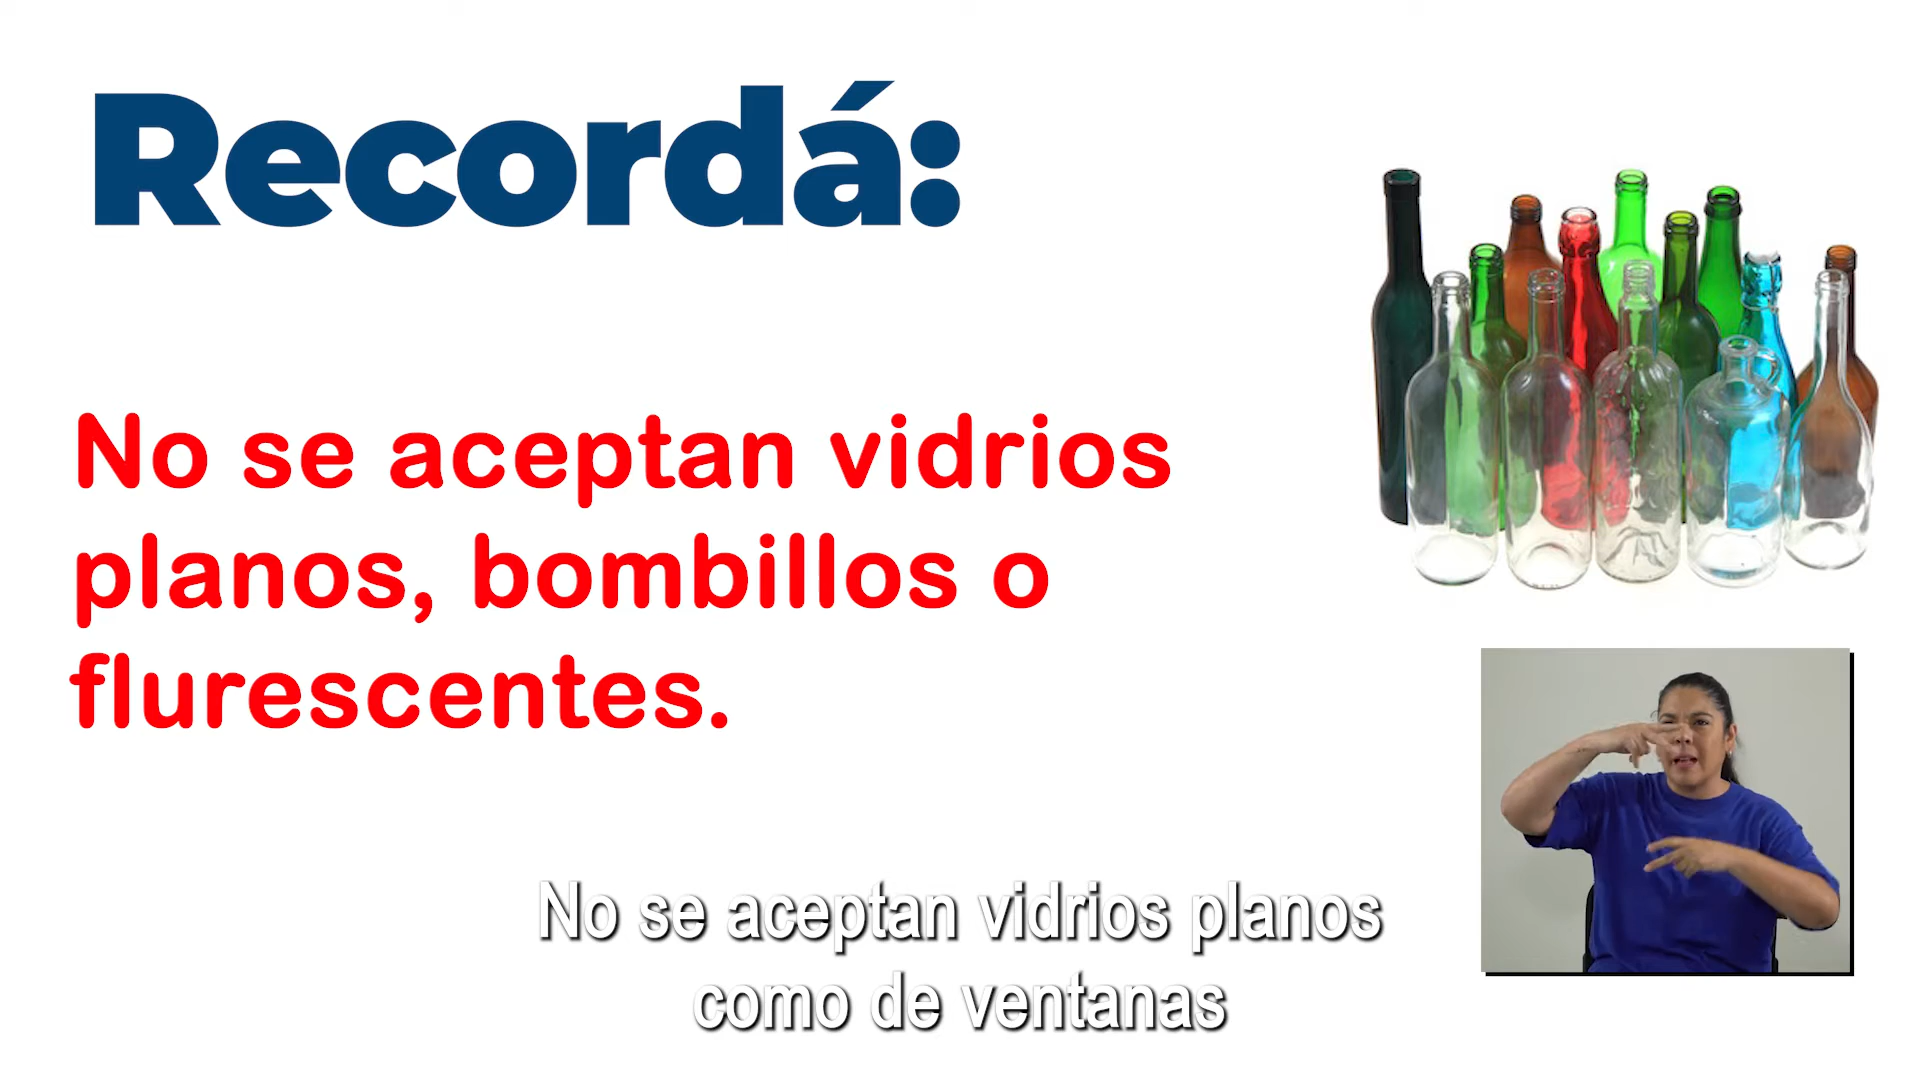 Recordá:
No se aceptan vidrios
planos, bombillos o
flurescentes.
No se aceptan vidrios planos
como de ventanas